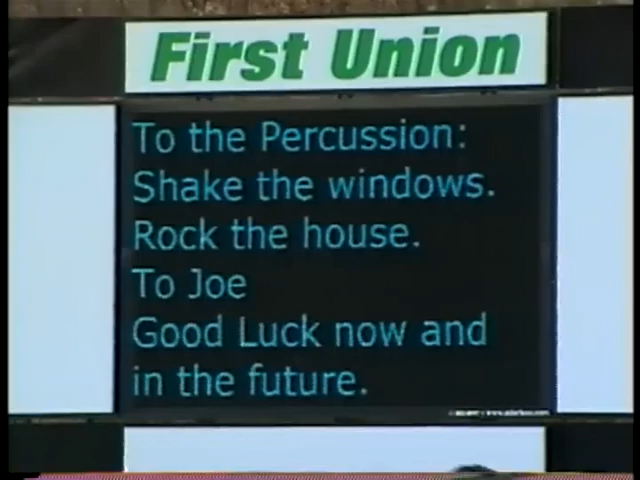 First Union
To the Percussion:
Shake the windows.
Rock the house.
To Joe
Good Luck now and
in the future.